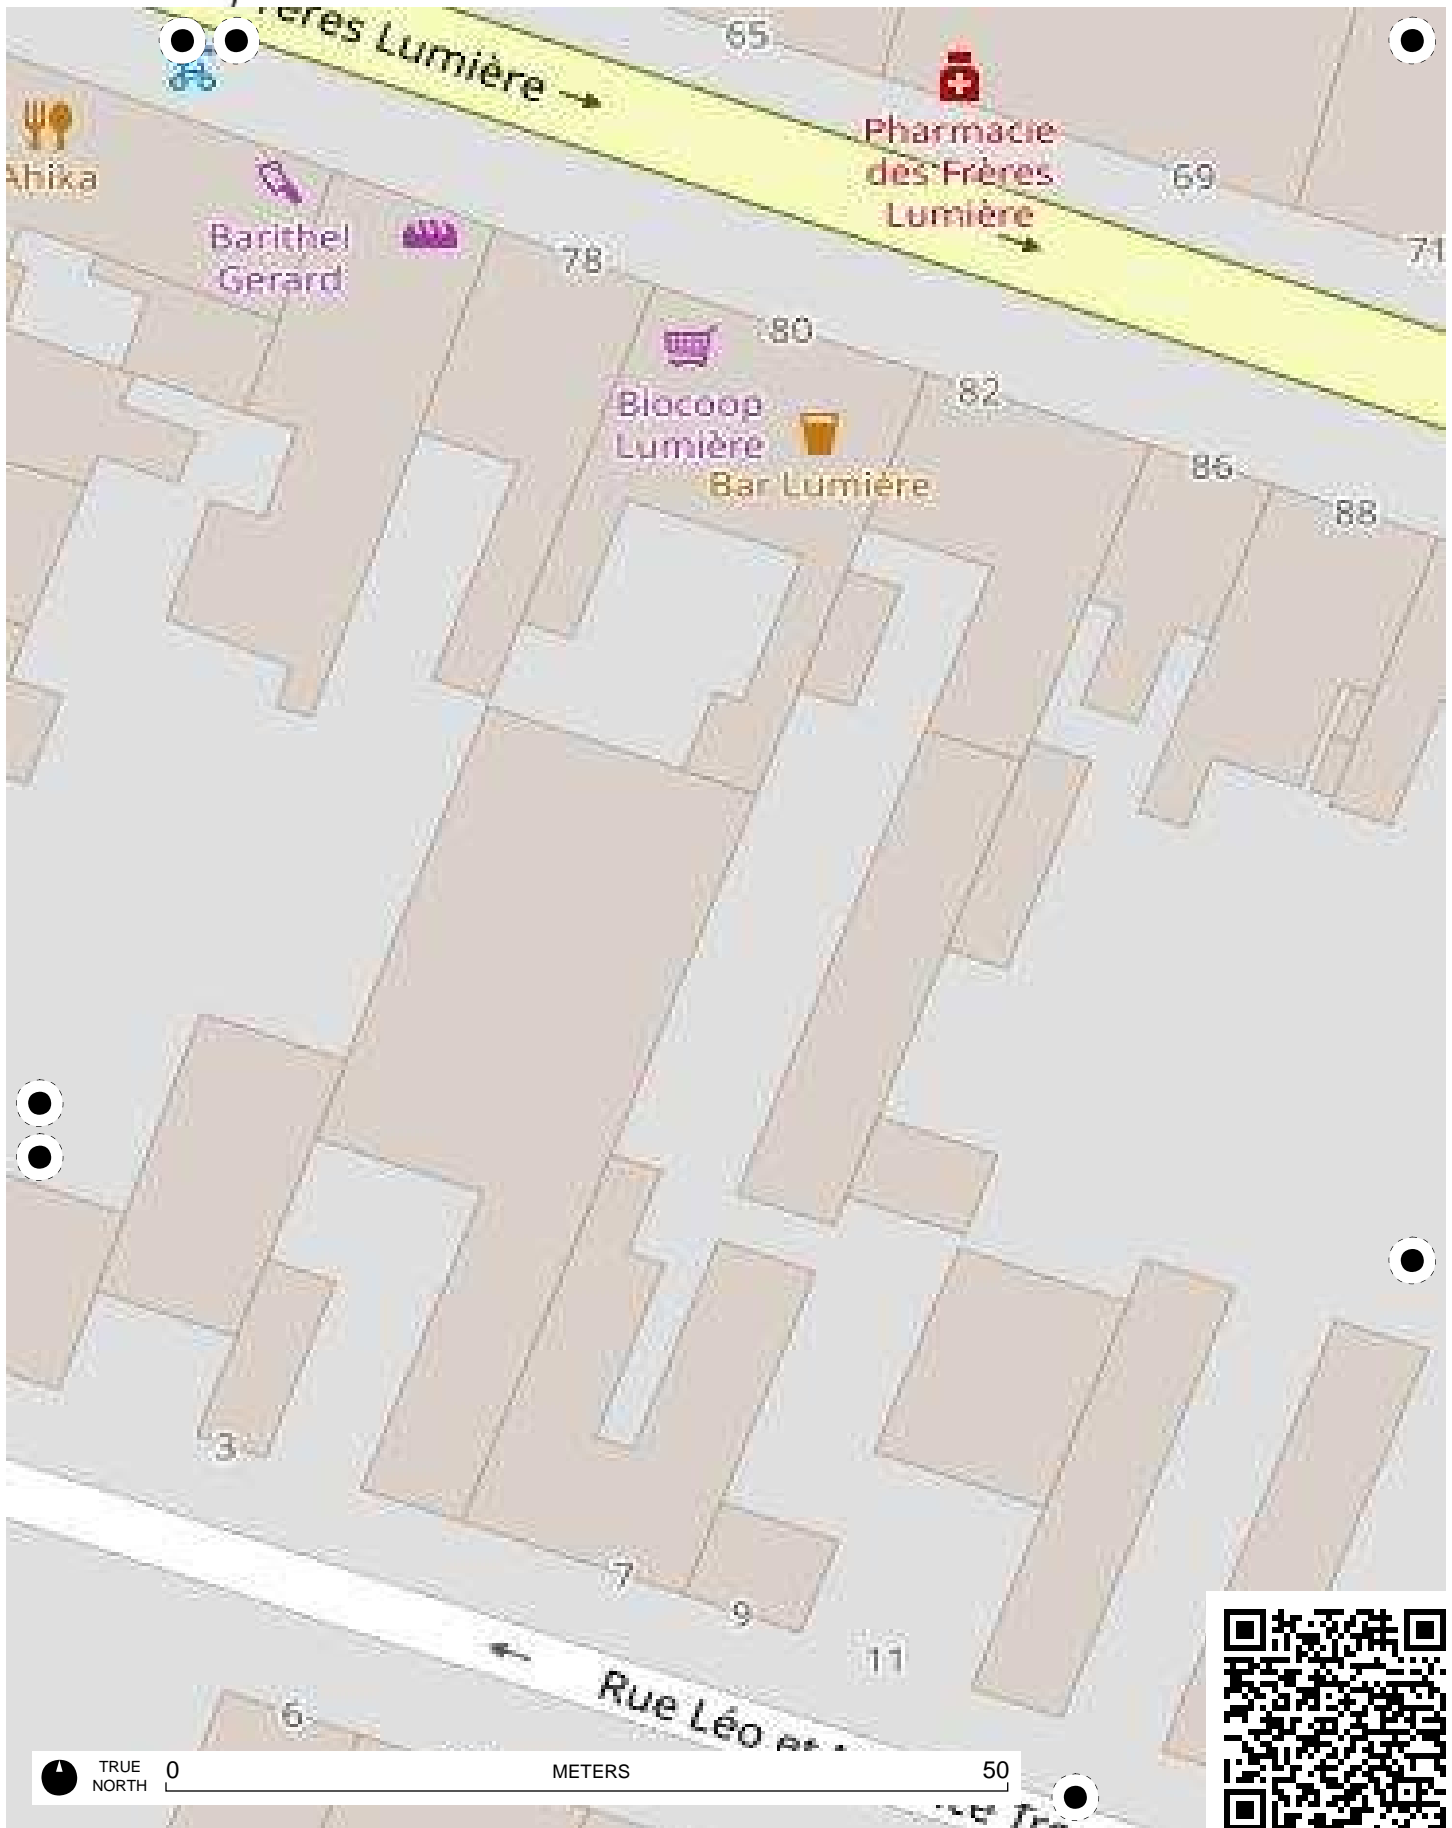 ères Lumière
65
Pharmacie
des Frères
Lumière
69
71
Ahika
Barithel
Gerard
78
80
Biocoop
Lumière
Bar Lumière
82
86
88
3
7
9
11
Rue Léo et
6
TRUE
NORTH
0
METERS
50